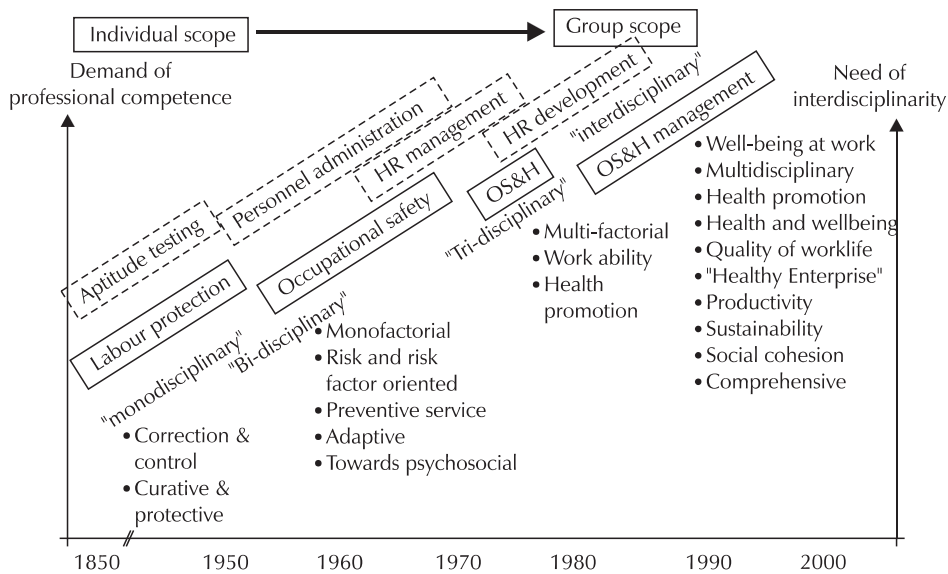 Individual scope
Group scope
Demand of
professional competence
Need of
interdisciplinarity
Aptitude testing
Personnel administration
HR management
HR development
"interdisciplinary"
Labour protection
Occupational safety
OS&H
OS&H management
"monodisciplinary"
"Bi-disciplinary"
"Tri-disciplinary"
• Correction &
control
• Curative &
protective
• Monofactorial
• Risk and risk
factor oriented
• Preventive service
• Adaptive
• Towards psychosocial
• Multi-factorial
• Work ability
• Health
promotion
• Well-being at work
• Multidisciplinary
• Health promotion
• Health and wellbeing
• Quality of worklife
• "Healthy Enterprise"
• Productivity
• Sustainability
• Social cohesion
• Comprehensive
1850 // 1950 1960 1970 1980 1990 2000